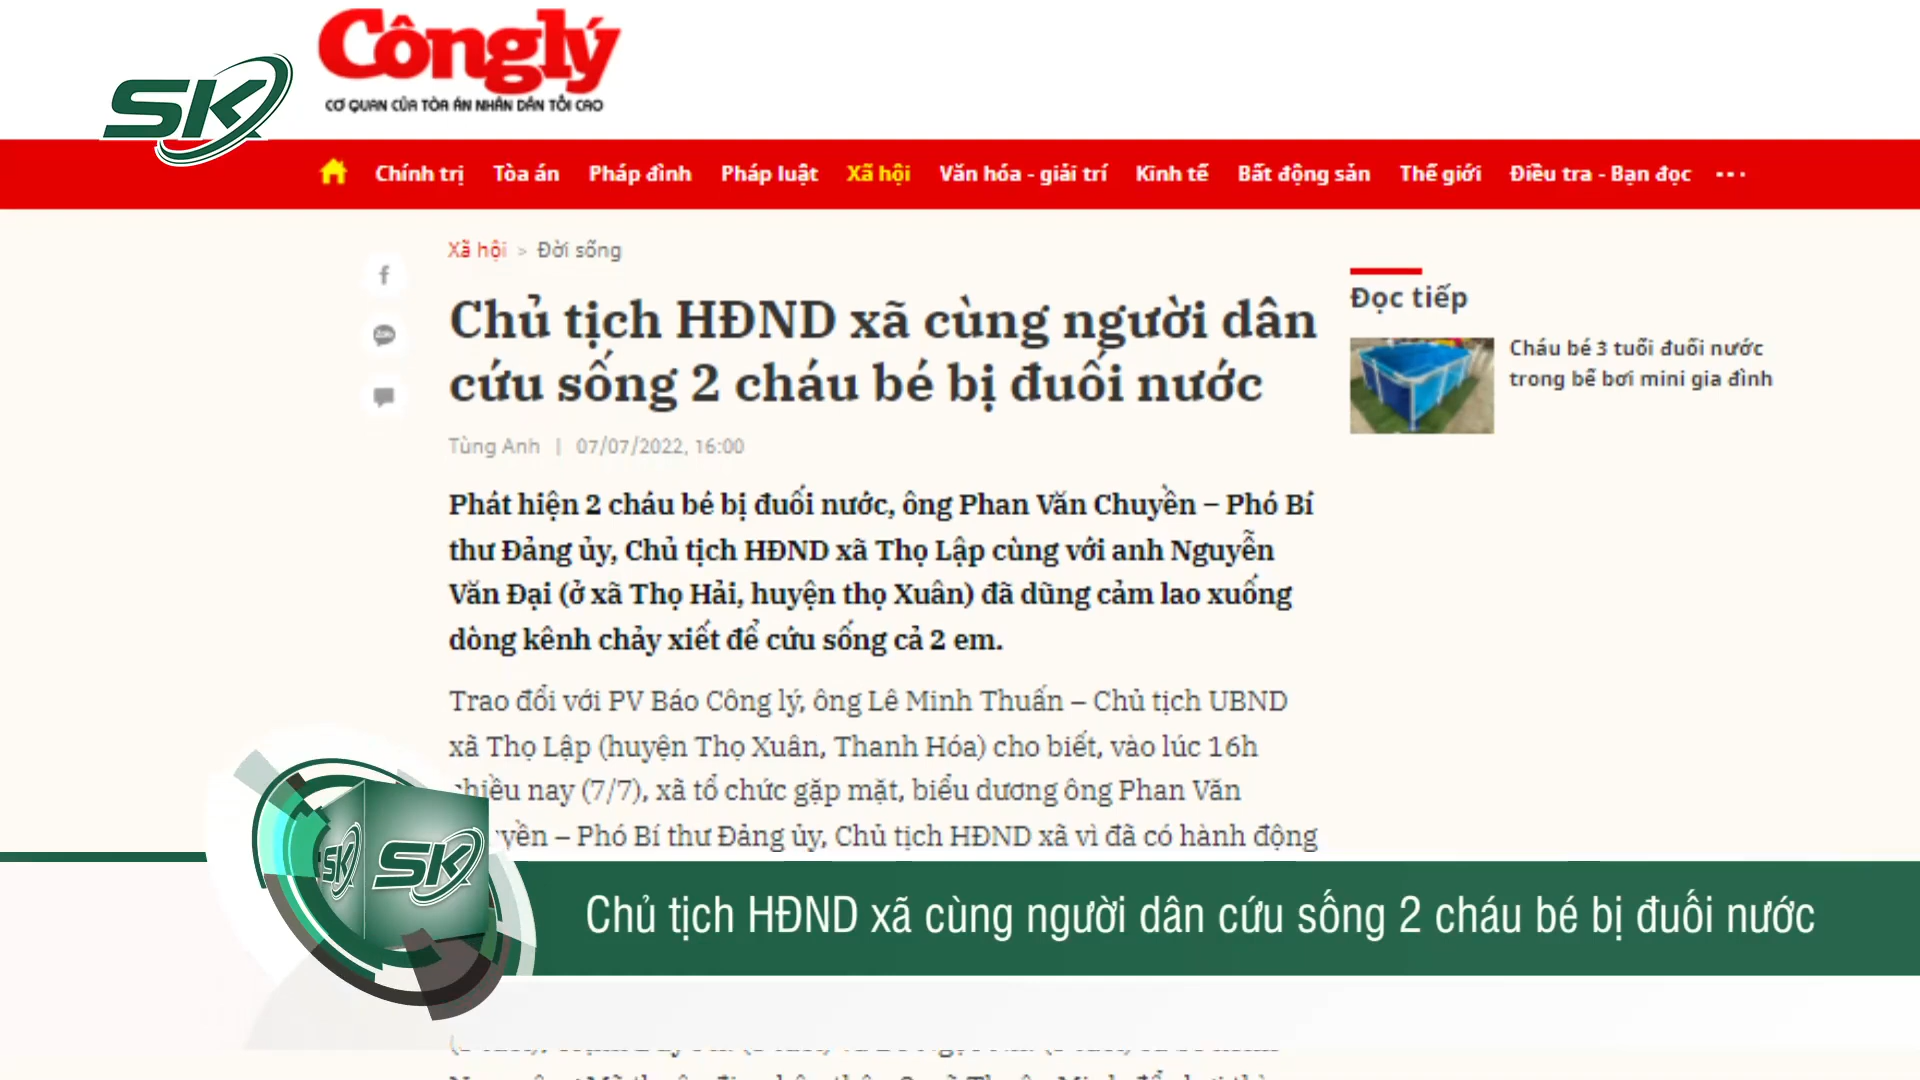 Công lý
CƠ QUAN CỦA TÒA ÁN NHÂN DÂN TỐI CAO
SK
Chính trị Tòa án Pháp đình Pháp luật Xã hội Văn hóa - giải trí Kinh tế Bất động sản Thế giới Điều tra - Bạn đọc ...
Xã hội > Đời sống
Chủ tịch HĐND xã cùng người dân
cứu sống 2 cháu bé bị đuối nước
Tùng Anh | 07/07/2022, 16:00
Phát hiện 2 cháu bé bị đuối nước, ông Phan Văn Chuyền – Phó Bí
thư Đảng ủy, Chủ tịch HĐND xã Thọ Lập cùng với anh Nguyễn
Văn Đại (ở xã Thọ Hải, huyện thọ Xuân) đã dũng cảm lao xuống
dòng kênh chảy xiết để cứu sống cả 2 em.
Trao đổi với PV Báo Công lý, ông Lê Minh Thuấn – Chủ tịch UBND
xã Thọ Lập (huyện Thọ Xuân, Thanh Hóa) cho biết, vào lúc 16h
nay (7/7), xã tổ chức gặp mặt, biểu dương ông Phan Văn
– Phó Bí thư Đảng ủy, Chủ tịch HĐND xã vì đã có hành động
Đọc tiếp
Cháu bé 3 tuổi đuối nước
trong bể bơi mini gia đình
SK
SK
Chủ tịch HĐND xã cùng người dân cứu sống 2 cháu bé bị đuối nước